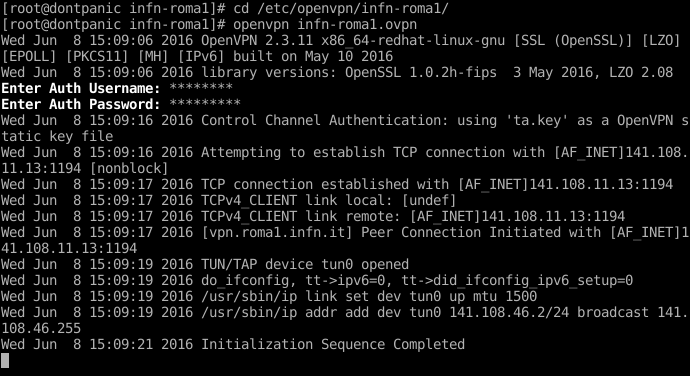 [root@dontpanic infn-roma1]# cd /etc/openvpn/infn-roma1/
[root@dontpanic infn-roma1]# openvpn infn-roma1.ovpn
Wed Jun  8 15:09:06 2016 OpenVPN 2.3.11 x86_64-redhat-linux-gnu [SSL (OpenSSL)] [LZO]
[EPOLL] [PKCS11] [MH] [IPv6] built on May 10 2016
Wed Jun  8 15:09:06 2016 library versions: OpenSSL 1.0.2h-fips  3 May 2016, LZO 2.08
Enter Auth Username: ********
Enter Auth Password: *********
Wed Jun  8 15:09:16 2016 Control Channel Authentication: using 'ta.key' as a OpenVPN s
tatic key file
Wed Jun  8 15:09:16 2016 Attempting to establish TCP connection with [AF_INET]141.108.
11.13:1194 [nonblock]
Wed Jun  8 15:09:17 2016 TCP connection established with [AF_INET]141.108.11.13:1194
Wed Jun  8 15:09:17 2016 TCPv4_CLIENT link local: [undef]
Wed Jun  8 15:09:17 2016 TCPv4_CLIENT link remote: [AF_INET]141.108.11.13:1194
Wed Jun  8 15:09:17 2016 [vpn.roma1.infn.it] Peer Connection Initiated with [AF_INET]1
41.108.11.13:1194
Wed Jun  8 15:09:19 2016 TUN/TAP device tun0 opened
Wed Jun  8 15:09:19 2016 do_ifconfig, tt->ipv6=0, tt->did_ifconfig_ipv6_setup=0
Wed Jun  8 15:09:19 2016 /usr/sbin/ip link set dev tun0 up mtu 1500
Wed Jun  8 15:09:19 2016 /usr/sbin/ip addr add dev tun0 141.108.46.2/24 broadcast 141.
108.46.255
Wed Jun  8 15:09:21 2016 Initialization Sequence Completed